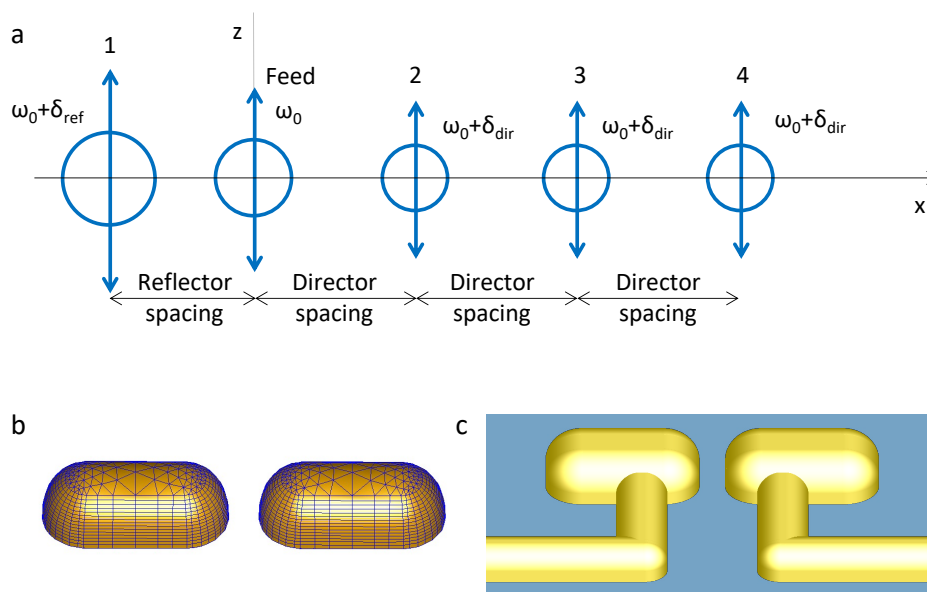 a
z
1
Feed
2
3
4
ω₀+δref
ω₀
ω₀+δdir
ω₀+δdir
ω₀+δdir
x
Reflector
spacing
Director
spacing
Director
spacing
Director
spacing
b
c